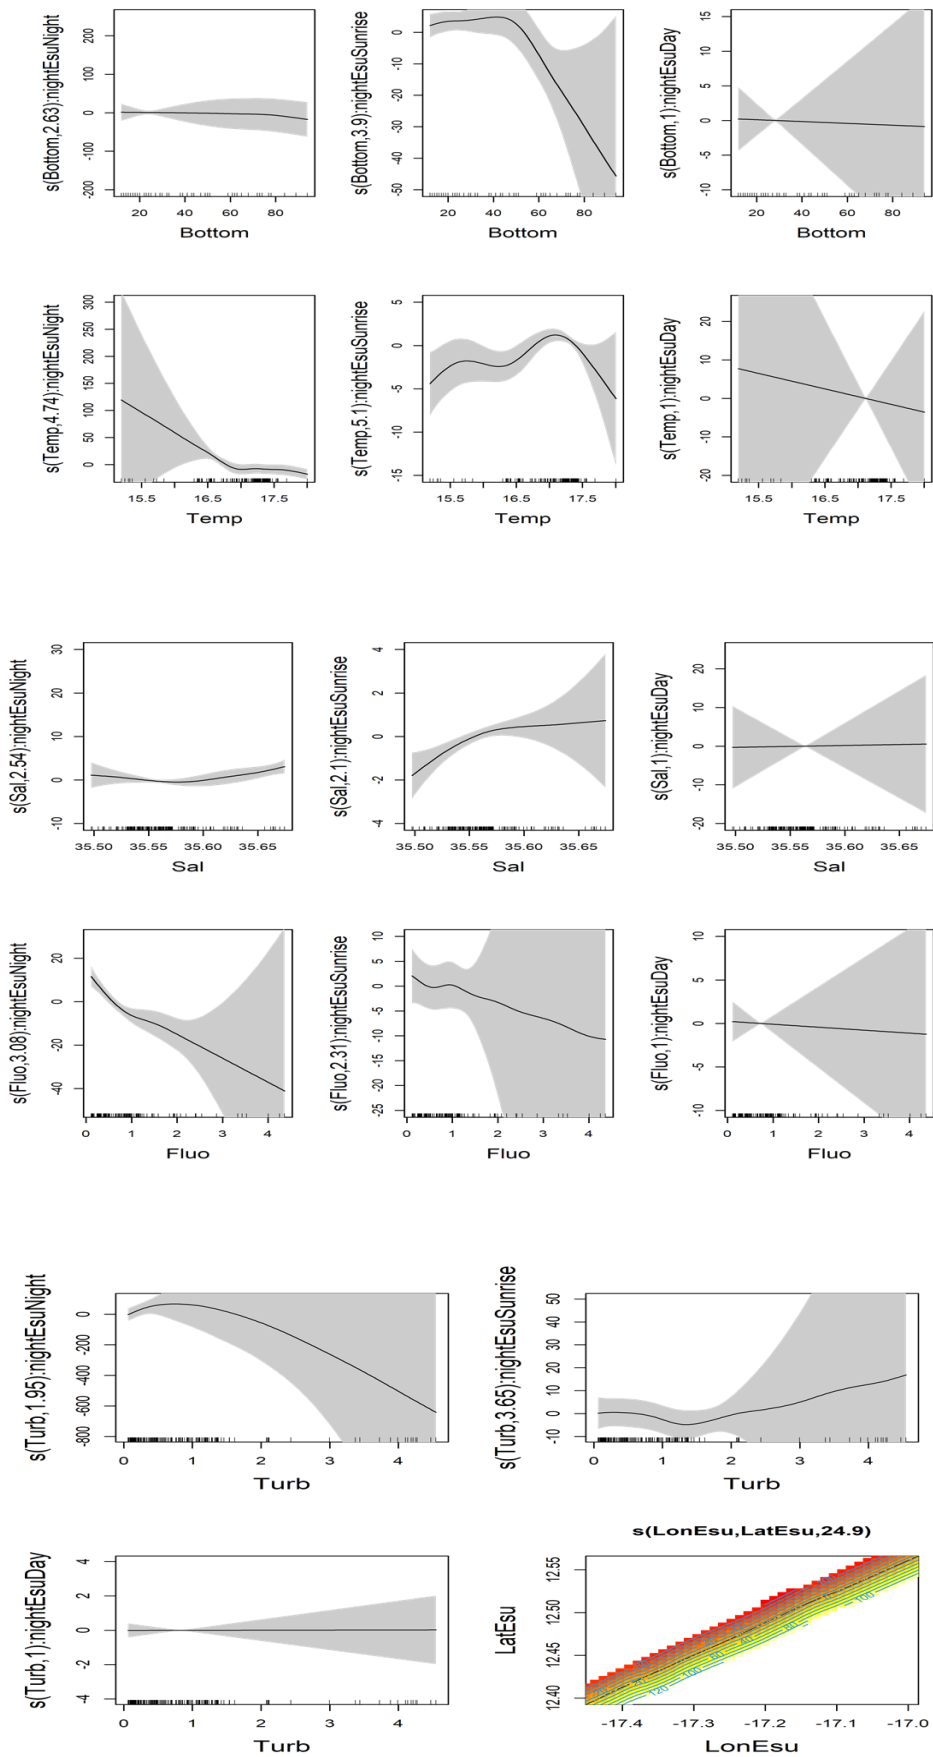 s(Bottom,2.63):nightEsuNight
200
100
0
-100
-200
20 40 60 80
Bottom
s(Bottom,3.9):nightEsuSunrise
0
-10
-20
-30
-40
-50
20 40 60 80
Bottom
s(Bottom,1):nightEsuDay
15
10
5
0
-5
-10
20 40 60 80
Bottom
s(Temp,4.74):nightEsuNight
300
250
200
150
100
50
0
15.5 16.5 17.5
Temp
s(Temp,5.1):nightEsuSunrise
5
0
-5
-10
-15
15.5 16.5 17.5
Temp
s(Temp,1):nightEsuDay
20
10
0
-10
-20
15.5 16.5 17.5
Temp
s(Sal,2.54):nightEsuNight
30
20
10
0
-10
35.50 35.55 35.60 35.65
Sal
s(Sal,2.1):nightEsuSunrise
4
2
0
-2
-4
35.50 35.55 35.60 35.65
Sal
s(Sal,1):nightEsuDay
20
10
0
-10
-20
35.50 35.55 35.60 35.65
Sal
s(Fluo,3.08):nightEsuNight
20
0
-20
40
0 1 2 3 4
Fluo
s(Fluo,2.31):nightEsuSunrise
10
5
0
-5
-10
-15
-20
-25
0 1 2 3 4
Fluo
s(Fluo,1):nightEsuDay
10
5
0
-5
-10
0 1 2 3 4
Fluo
s(Turb,1.95):nightEsuNight
0
-200
-400
-600
-800
0 1 2 3 4
Turb
s(Turb,3.65):nightEsuSunrise
50
40
30
20
10
0
-10
0 1 2 3 4
Turb
s(Turb,1):nightEsuDay
4
2
0
-2
-4
0 1 2 3 4
Turb
s(LonEsu,LatEsu,24.9)
LatEsu
12.55
12.50
12.45
12.40
100
120
100
-17.4 -17.3 -17.2 -17.1 -17.0
LonEsu